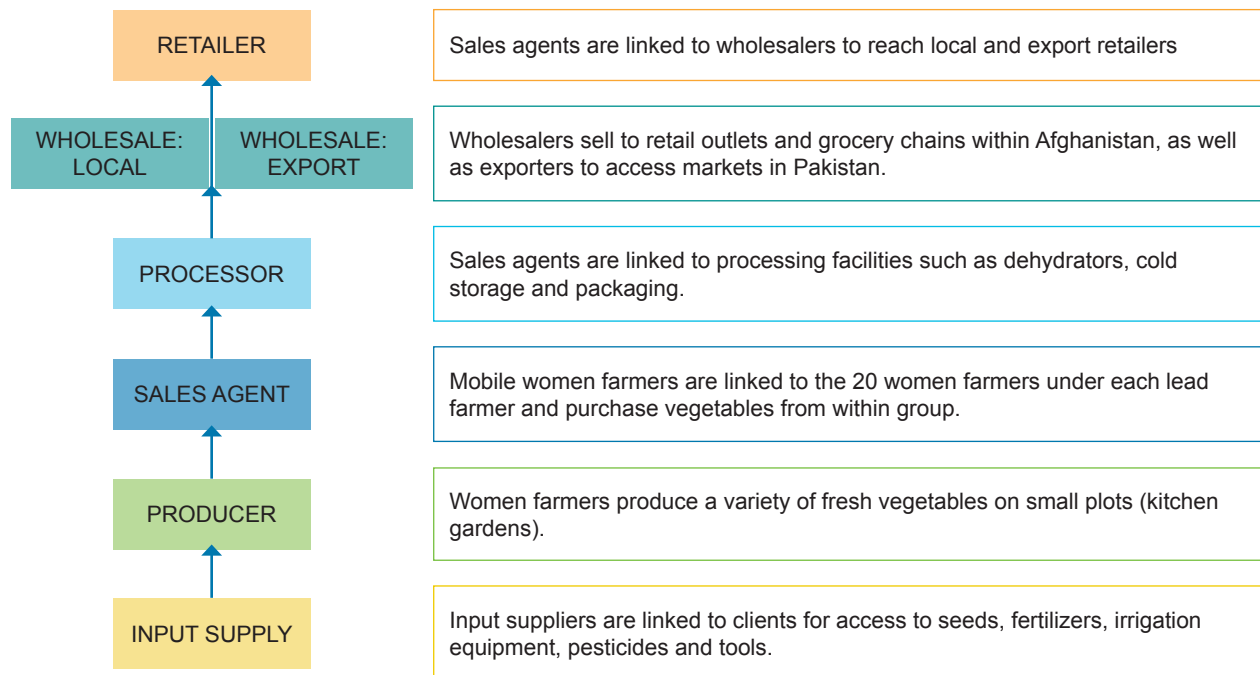 RETAILER
Sales agents are linked to wholesalers to reach local and export retailers
WHOLESALE:
LOCAL
WHOLESALE:
EXPORT
Wholesalers sell to retail outlets and grocery chains within Afghanistan, as well
as exporters to access markets in Pakistan.
PROCESSOR
Sales agents are linked to processing facilities such as dehydrators, cold
storage and packaging.
SALES AGENT
Mobile women farmers are linked to the 20 women farmers under each lead
farmer and purchase vegetables from within group.
PRODUCER
Women farmers produce a variety of fresh vegetables on small plots (kitchen
gardens).
INPUT SUPPLY
Input suppliers are linked to clients for access to seeds, fertilizers, irrigation
equipment, pesticides and tools.